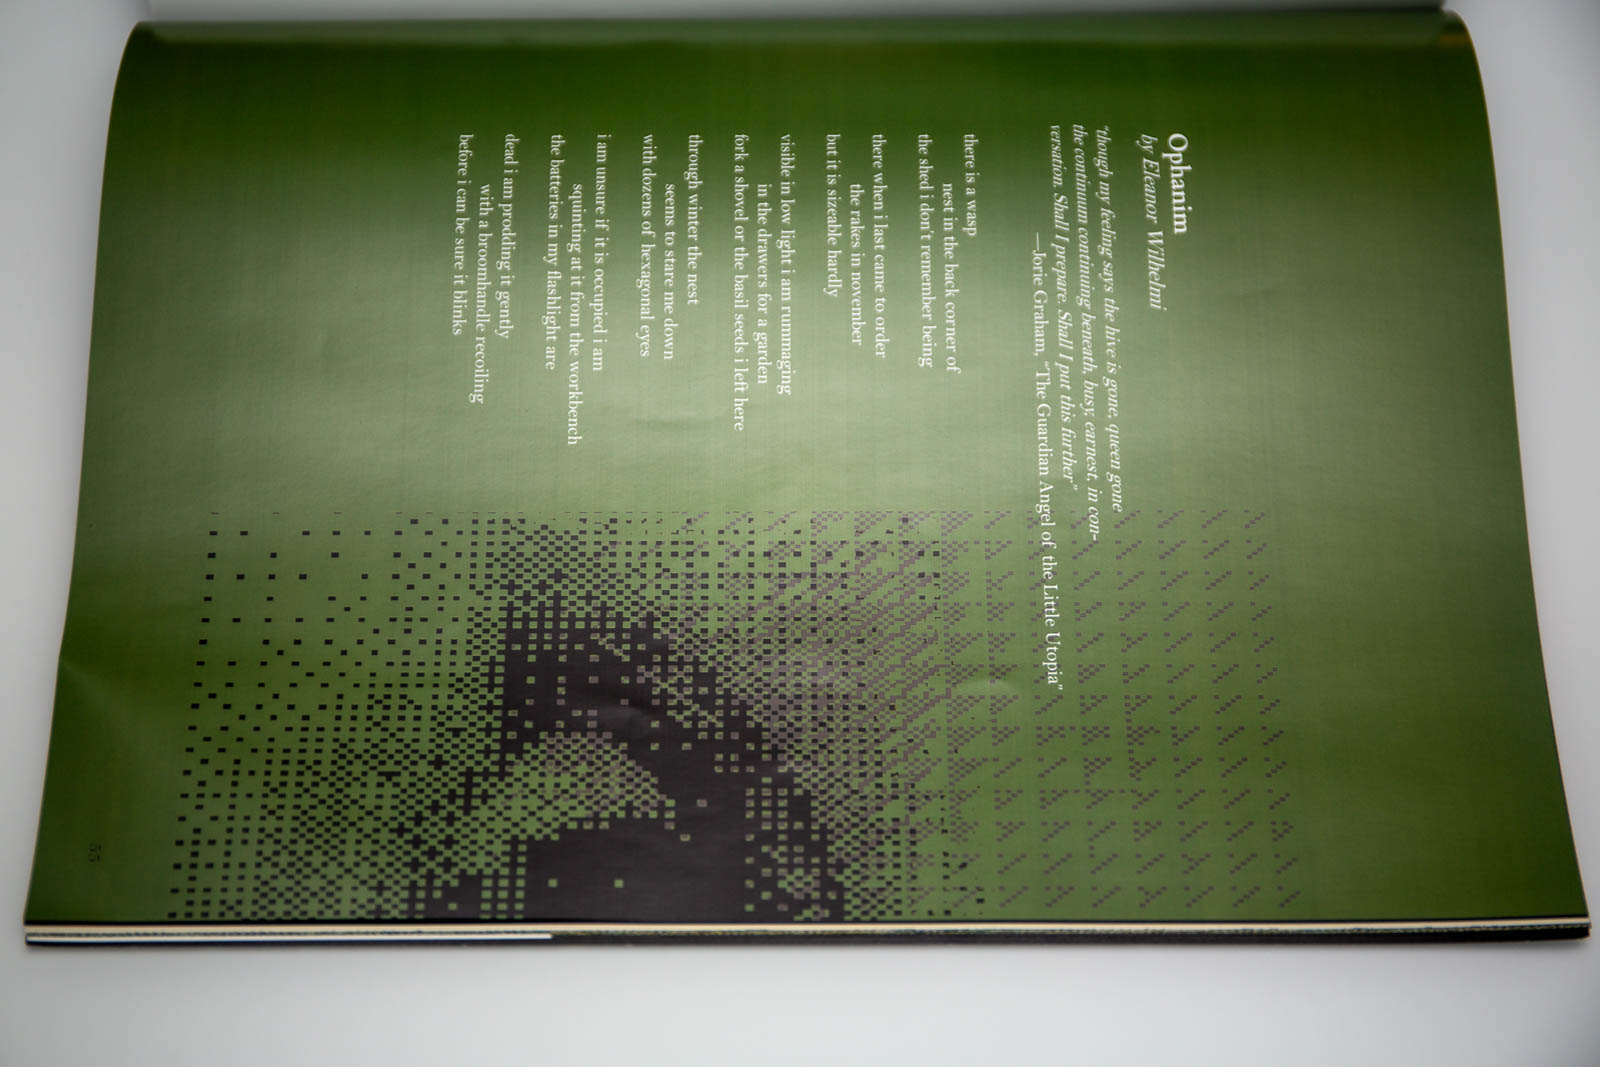 Ophanim
by Eleanor Wilhelmi
"though my feeling says the hive is gone, queen gone
the continuum continuing beneath, busy, earnest, in con-
versation. Shall I prepare. Shall I put this further"
—Jorie Graham, "The Guardian Angel of the Little Utopia"
there is a wasp
nest in the back corner of
the shed i don't remember being
there when i last came to order
the rakes in november
but it is sizeable hardly
visible in low light i am rummaging
in the drawers for a garden
fork a shovel or the basil seeds i left here
through winter the nest
seems to stare me down
with dozens of hexagonal eyes
i am unsure if it is occupied i am
squinting at it from the workbench
the batteries in my flashlight are
dead i am prodding it gently
with a broomhandle recoiling
before i can be sure it blinks
55